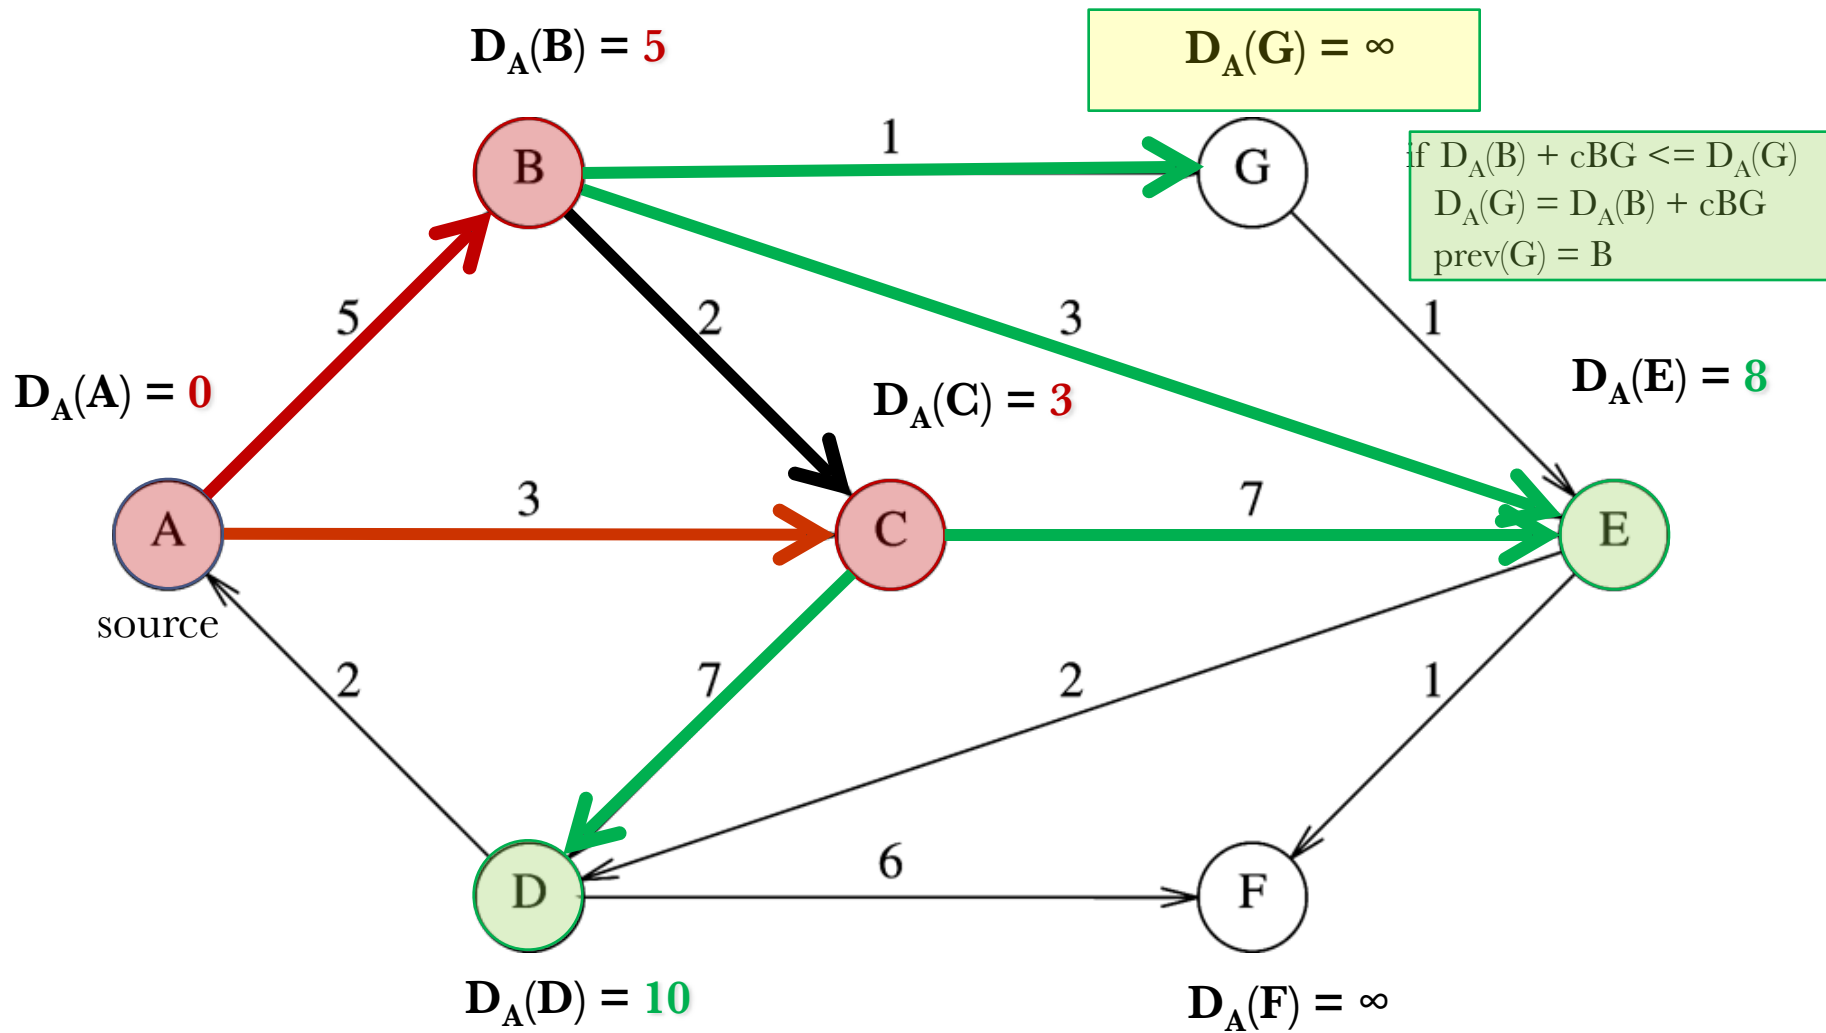 D_A(B) = 5
D_A(G) = ∞
B
1
G
if D_A(B) + cBG <= D_A(G)
D_A(G) = D_A(B) + cBG
prev(G) = B
5
2
3
1
D_A(A) = 0
D_A(C) = 3
D_A(E) = 8
A
3
C
7
E
source
2
7
2
1
D
6
F
D_A(D) = 10
D_A(F) = ∞